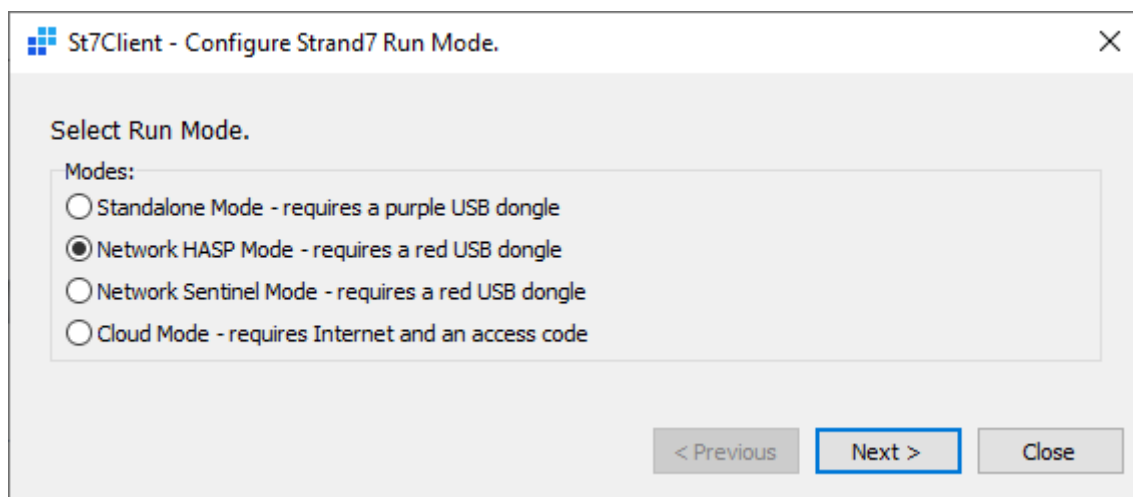 St7Client - Configure Strand7 Run Mode.
Select Run Mode.
Modes:
Standalone Mode - requires a purple USB dongle
Network HASP Mode - requires a red USB dongle
Network Sentinel Mode - requires a red USB dongle
Cloud Mode - requires Internet and an access code
< Previous Next > Close